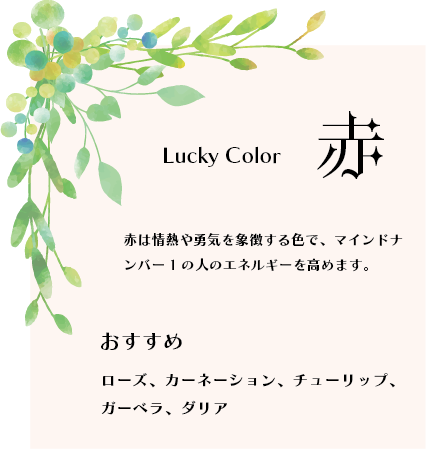 Lucky Color 赤
赤は情熱や勇気を象徴する色で、マインドナ
ンバー1の人のエネルギーを高めます。
おすすめ
ローズ、カーネーション、チューリップ、
ガーベラ、ダリア